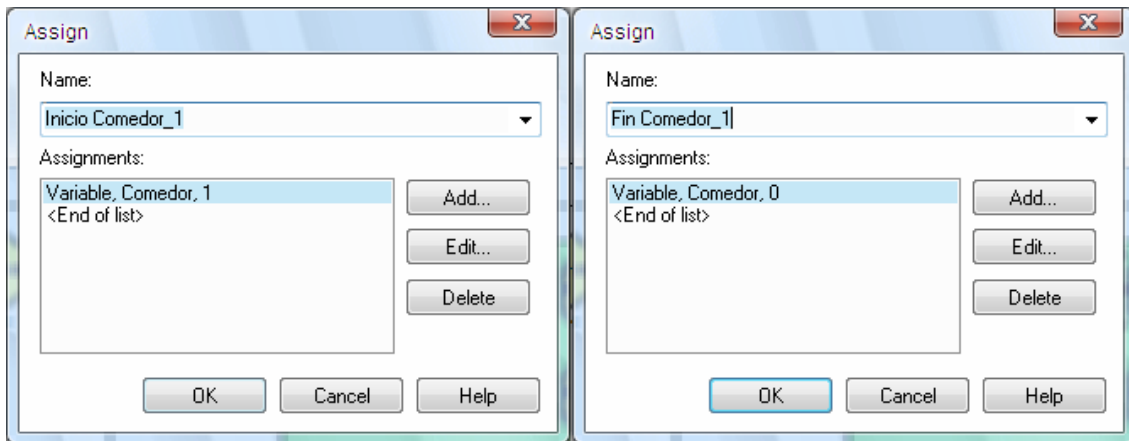 Assign
Name:
Inicio Comedor_1
Assignments:
Variable, Comedor, 1
<End of list>
Add...
Edit...
Delete
OK
Cancel
Help
Assign
Name:
Fin Comedor_1
Assignments:
Variable, Comedor, 0
<End of list>
Add...
Edit...
Delete
OK
Cancel
Help